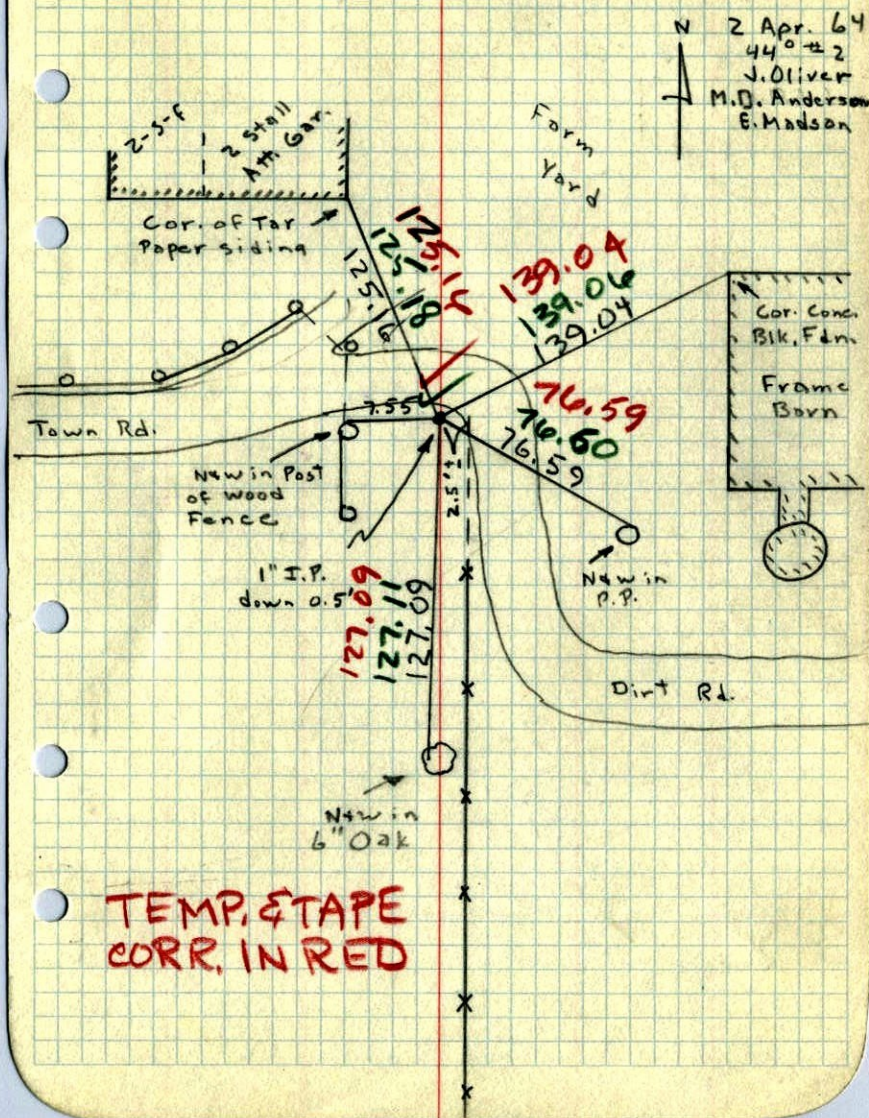 N
2 Apr. 64
44° #2
J. Oliver
M.D. Anderson
E. Madson
2-S-F
2 Stall
Att. Gar.
Farm
Yard
Cor. of Tar
Paper siding
125.15
125.18
125.16
139.04
139.06
139.04
Cor. Conc.
Blk. Fdn.
Frame
Barn
76.59
76.60
76.59
7.55'
Town Rd.
N&W in Post
of wood
Fence
2.5'±
1" I.P.
down 0.5'
N&W in
P.P.
127.09
127.11
127.09
Dirt Rd.
N&W in
6" Oak
TEMP. & TAPE
CORR. IN RED